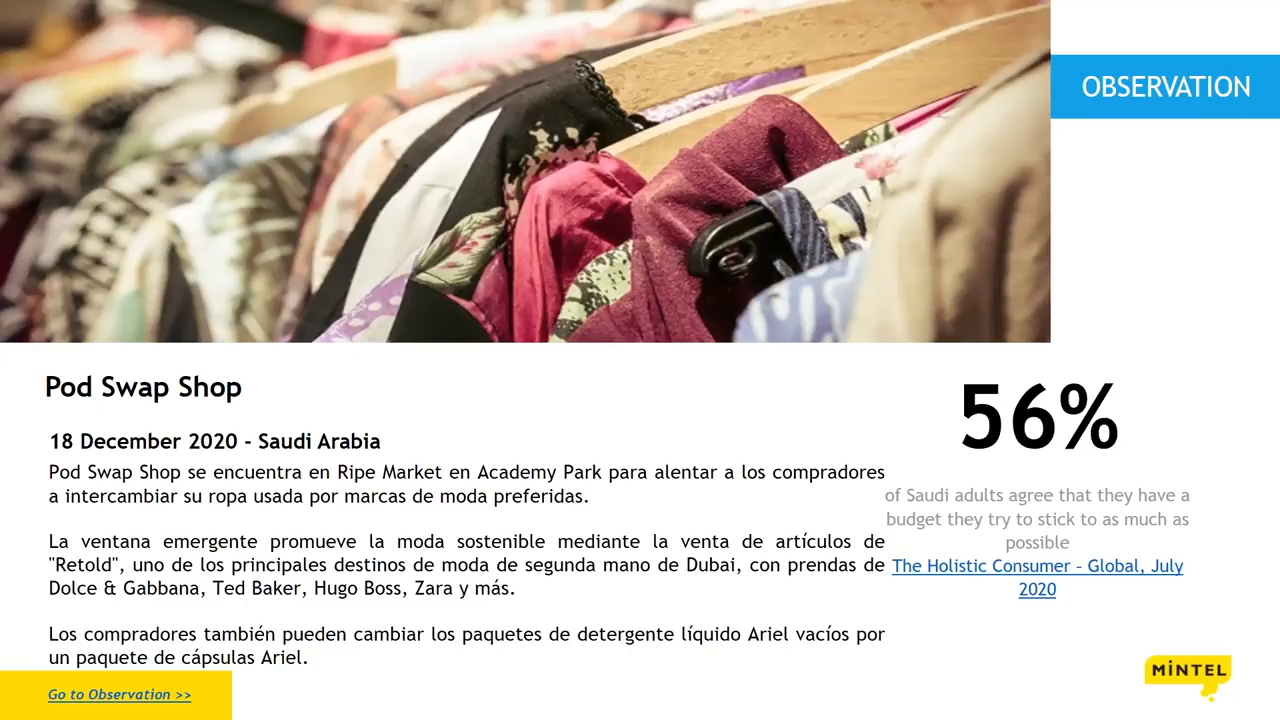 OBSERVATION
Pod Swap Shop
18 December 2020 - Saudi Arabia
Pod Swap Shop se encuentra en Ripe Market en Academy Park para alentar a los compradores
a intercambiar su ropa usada por marcas de moda preferidas.
La ventana emergente promueve la moda sostenible mediante la venta de artículos de
"Retold", uno de los principales destinos de moda de segunda mano de Dubai, con prendas de
Dolce & Gabbana, Ted Baker, Hugo Boss, Zara y más.
Los compradores también pueden cambiar los paquetes de detergente líquido Ariel vacíos por
un paquete de cápsulas Ariel.
Go to Observation >>
56%
of Saudi adults agree that they have a
budget they try to stick to as much as
possible
The Holistic Consumer – Global, July
2020
MiNTEL